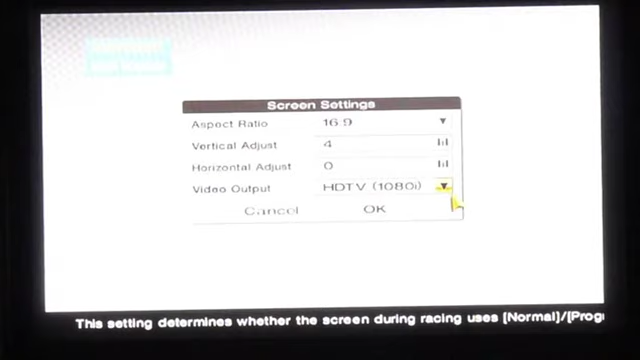 Screen Settings
Aspect Ratio 16:9
Vertical Adjust 4
Horizontal Adjust 0
Video Output HDTV (1080i)
Cancel OK
This setting determines whether the screen during racing uses [Normal]/[Prog